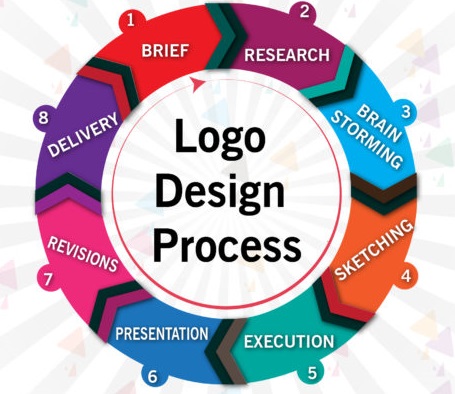 Logo
Design
Process
1
BRIEF
2
RESEARCH
3
BRAIN
STORMING
4
SKETCHING
5
EXECUTION
6
PRESENTATION
7
REVISIONS
8
DELIVERY